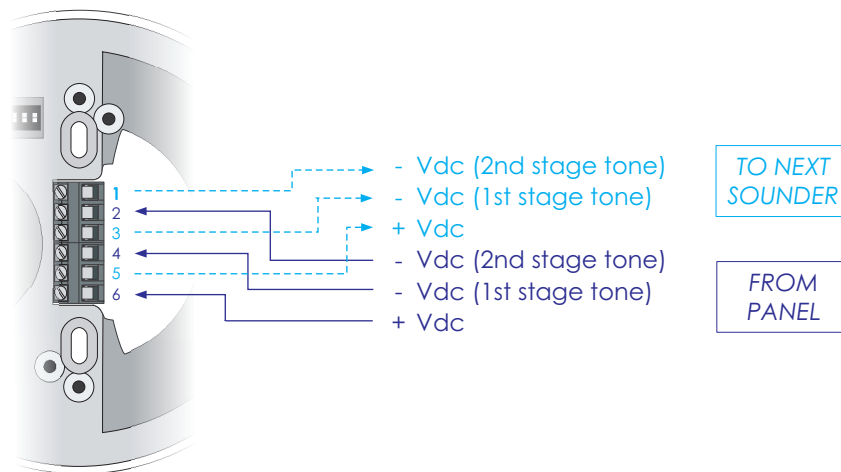 1
2
3
4
5
6
- Vdc (2nd stage tone)
- Vdc (1st stage tone)
+ Vdc
- Vdc (2nd stage tone)
- Vdc (1st stage tone)
+ Vdc
TO NEXT
SOUNDER
FROM
PANEL